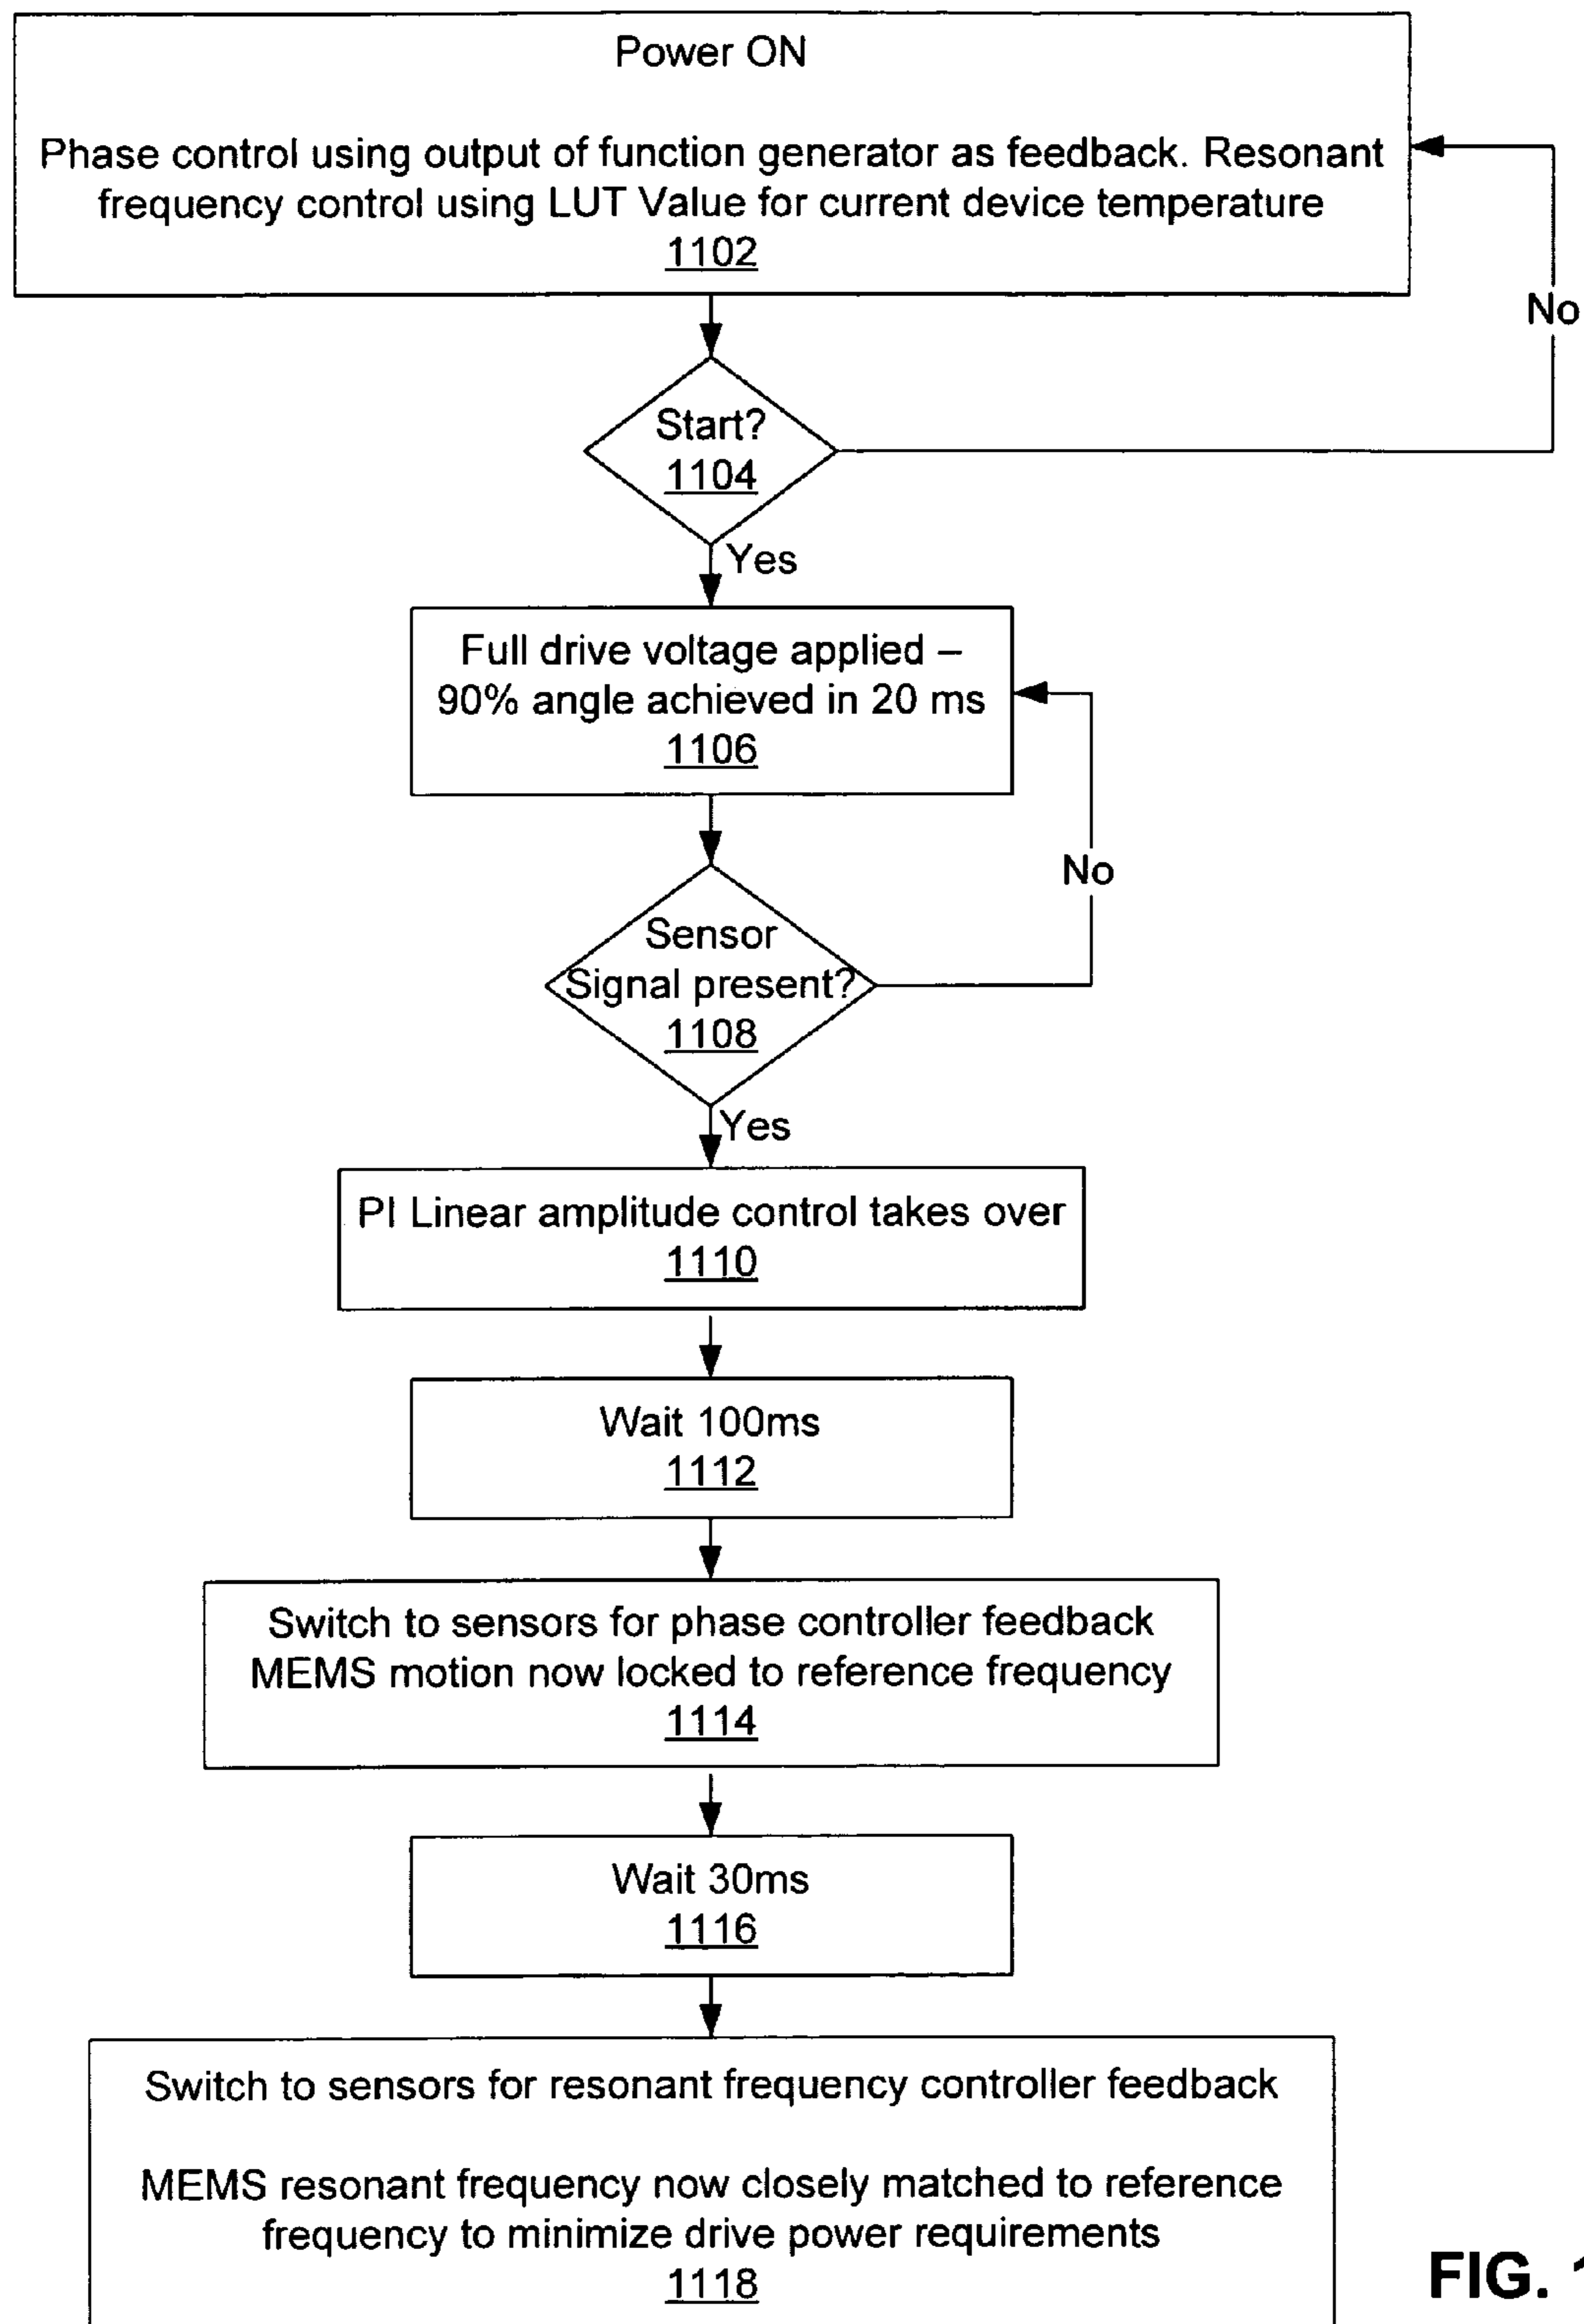 Power ON
Phase control using output of function generator as feedback. Resonant
frequency control using LUT Value for current device temperature
1102
No
Start?
1104
Yes
Full drive voltage applied –
90% angle achieved in 20 ms
1106
No
Sensor
Signal present?
1108
Yes
PI Linear amplitude control takes over
1110
Wait 100ms
1112
Switch to sensors for phase controller feedback
MEMS motion now locked to reference frequency
1114
Wait 30ms
1116
Switch to sensors for resonant frequency controller feedback
MEMS resonant frequency now closely matched to reference
frequency to minimize drive power requirements
1118
FIG.